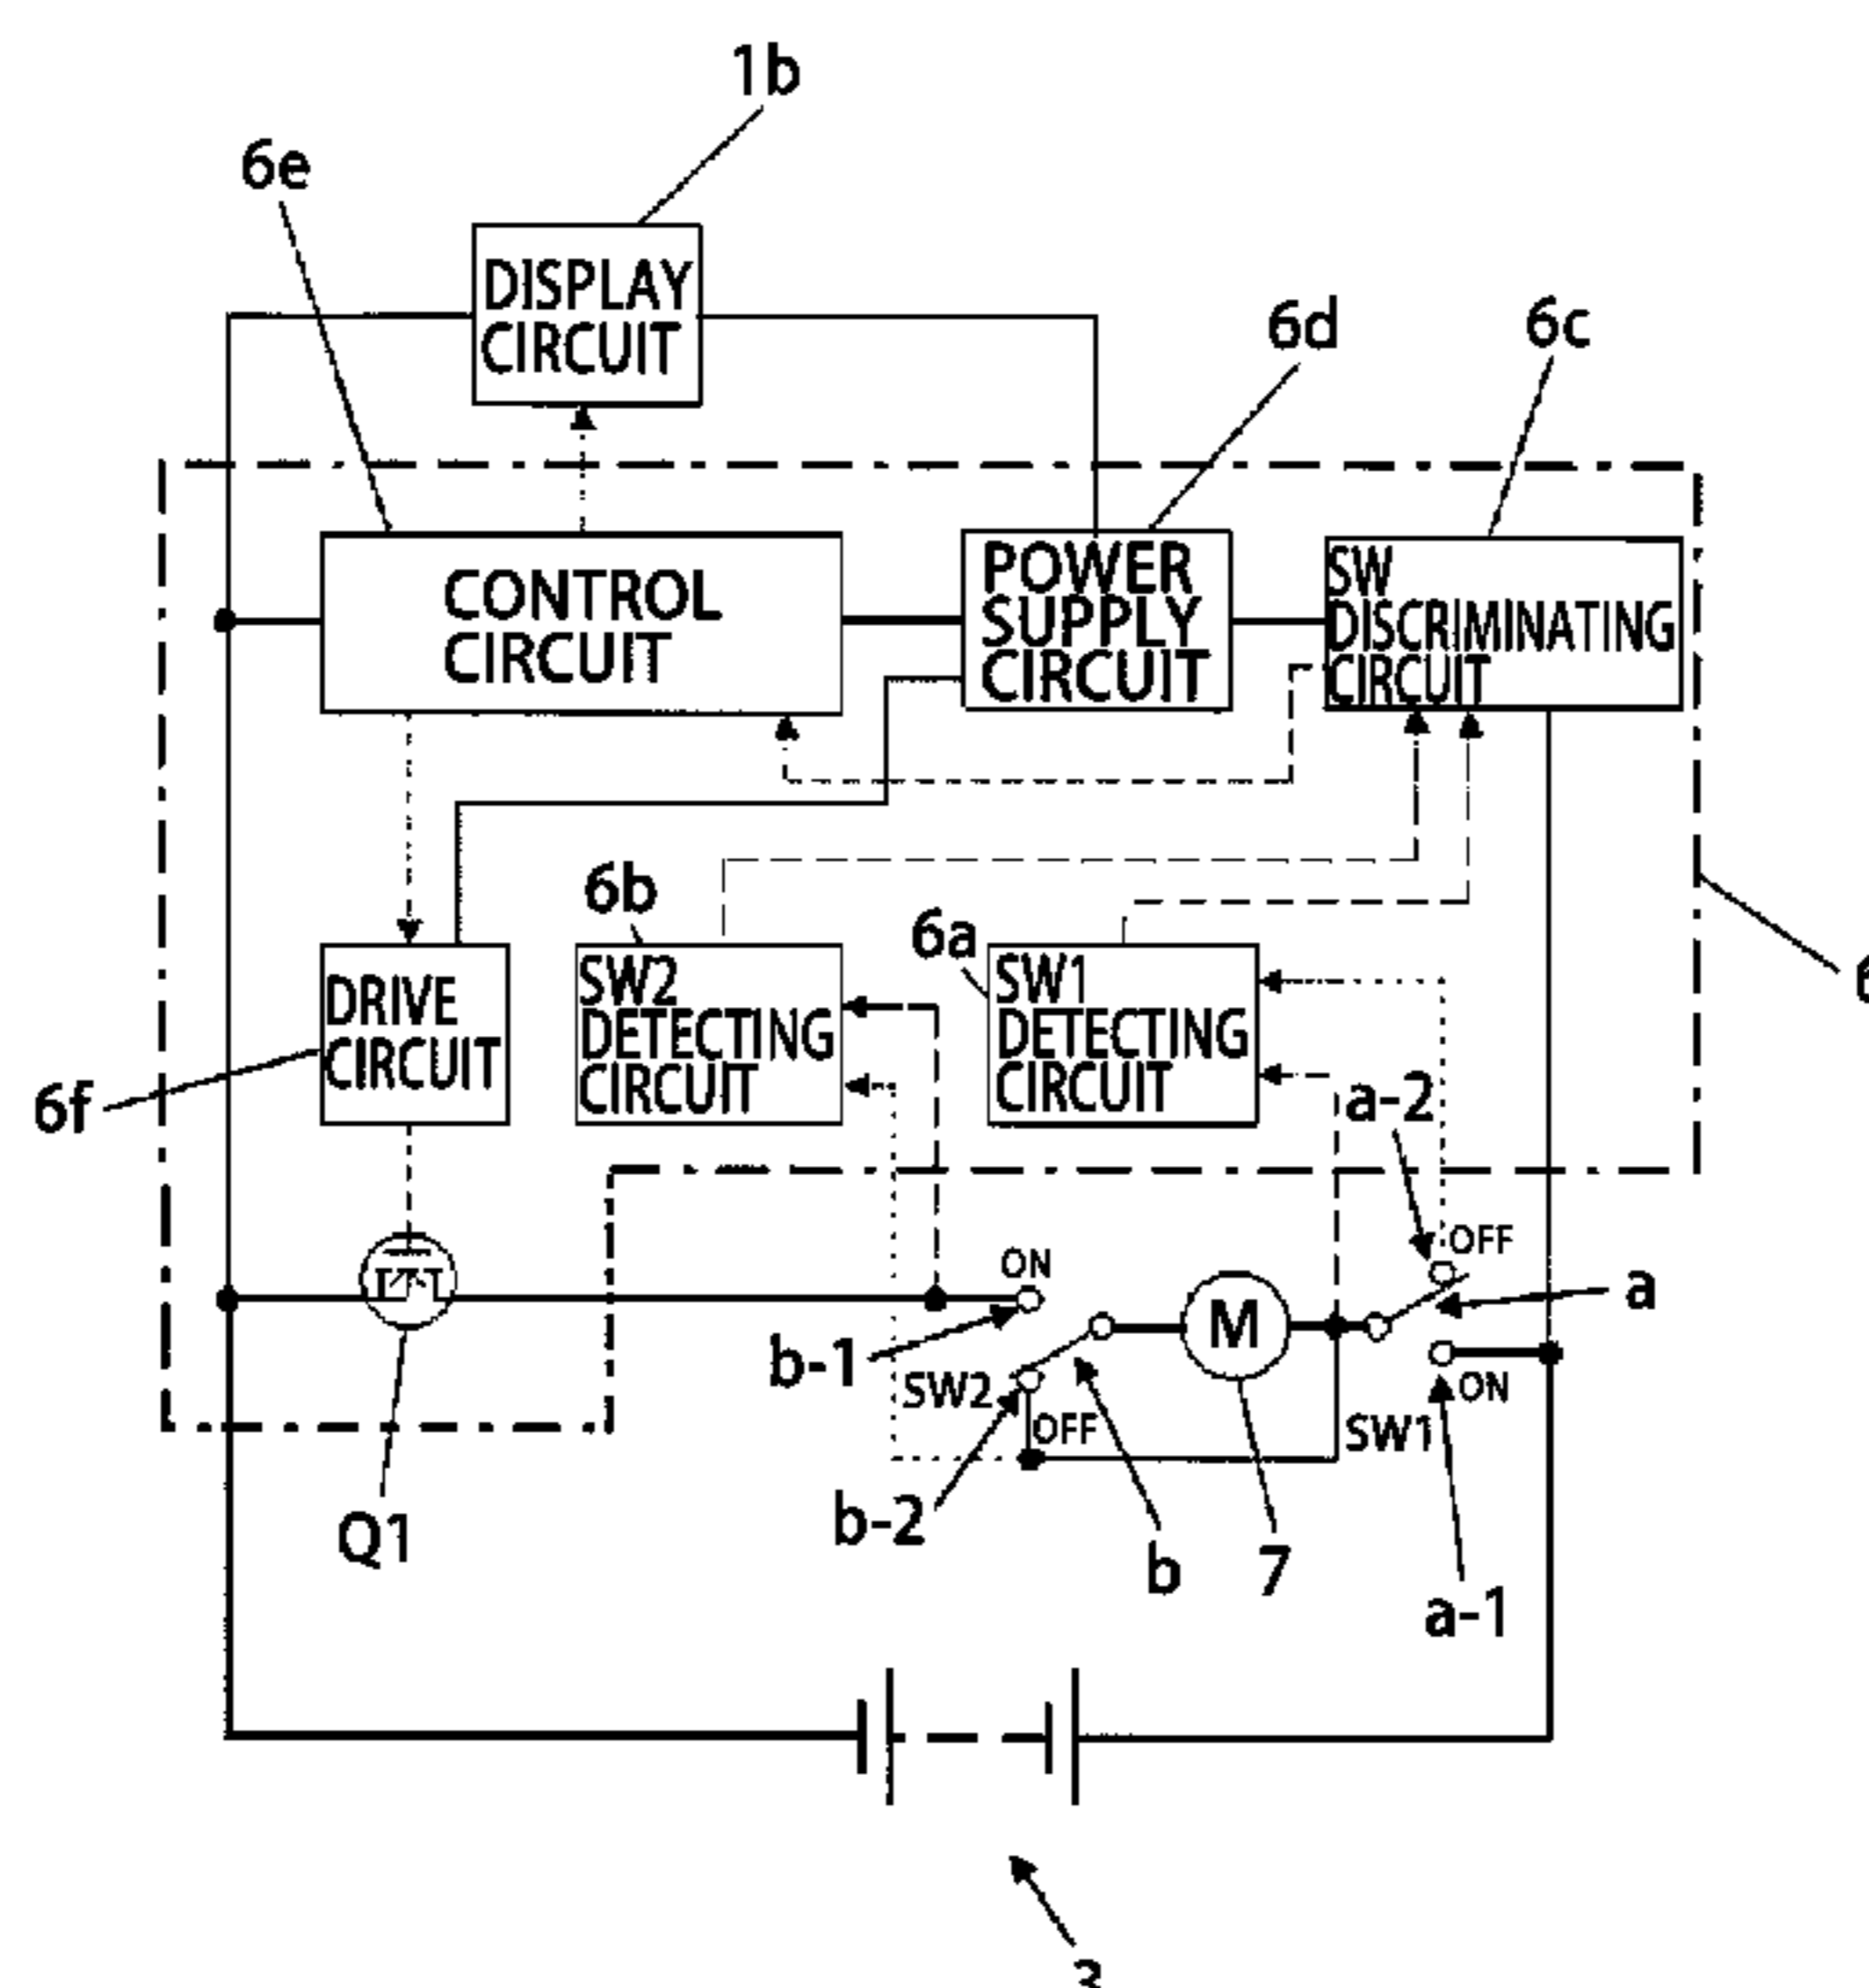 1b
6e
DISPLAY
CIRCUIT
6d
6c
CONTROL
CIRCUIT
POWER
SUPPLY
CIRCUIT
SW
DISCRIMINATING
CIRCUIT
6b
6a
6
DRIVE
CIRCUIT
SW2
DETECTING
CIRCUIT
SW1
DETECTING
CIRCUIT
6f
a-2
OFF
ON
a
M
b-1
SW2
OFF
ON
SW1
b-2
b
7
a-1
Q1
3